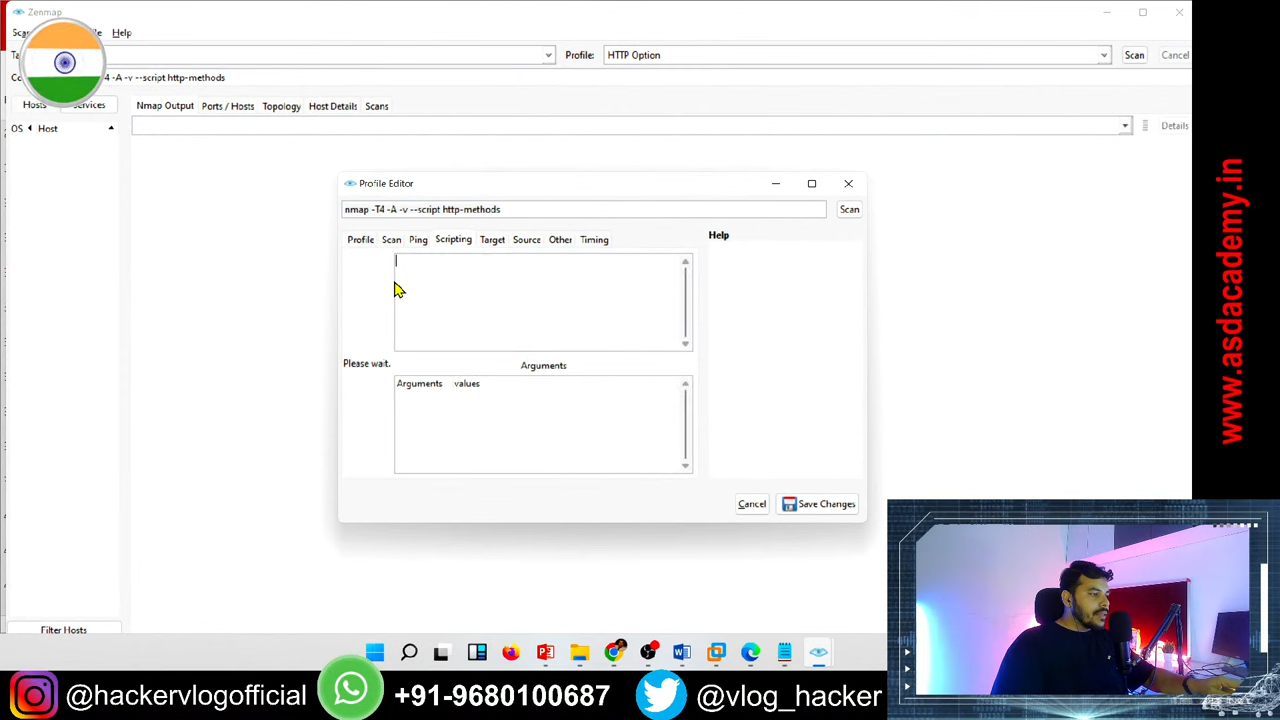 Zenmap
Help
Profile: HTTP Option Scan Cancel
-A -v --script http-methods
Hosts Services Nmap Output Ports / Hosts Topology Host Details Scans
OS Host Details
Profile Editor
nmap -T4 -A -v --script http-methods Scan
Profile Scan Ping Scripting Target Source Other Timing
Help
Please wait.
Arguments
Arguments values
Cancel Save Changes
Filter Hosts
www.asdacademy.in
@hackervlogofficial +91-9680100687 @vlog_hacker